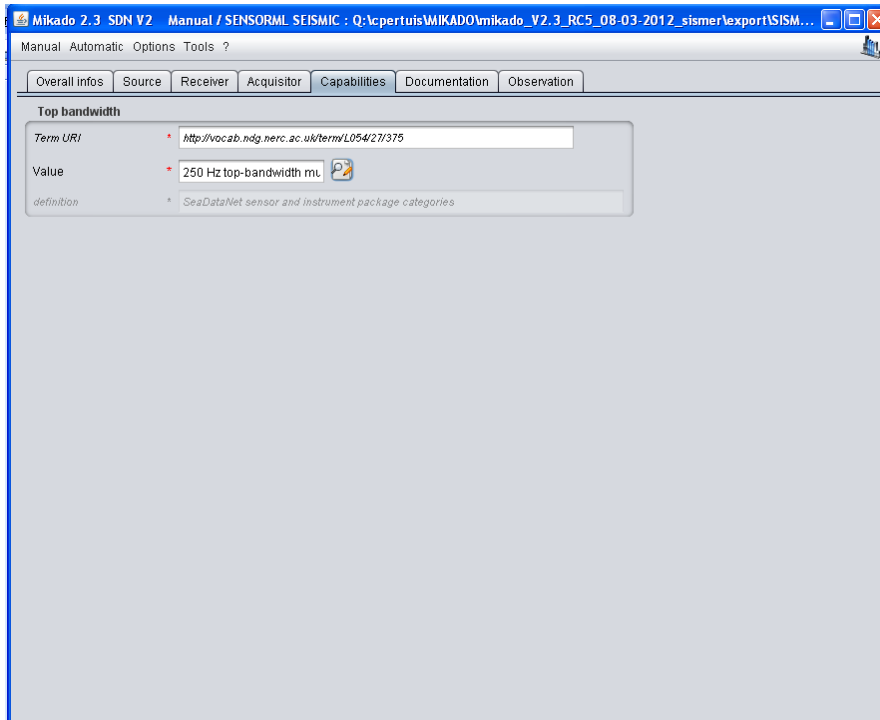 Mikado 2.3 SDN V2 Manual / SENSORML SEISMIC : Q:\cpertuis\MIKADO\mikado_V2.3_RC5_08-03-2012_sismer\export\SISM...
Manual Automatic Options Tools ?
Overall infos Source Receiver Acquisitor Capabilities Documentation Observation
Top bandwidth
Term URI * http://vocab.ndg.nerc.ac.uk/term/L054/27/375
Value * 250 Hz top-bandwidth mu
definition * SeaDataNet sensor and instrument package categories